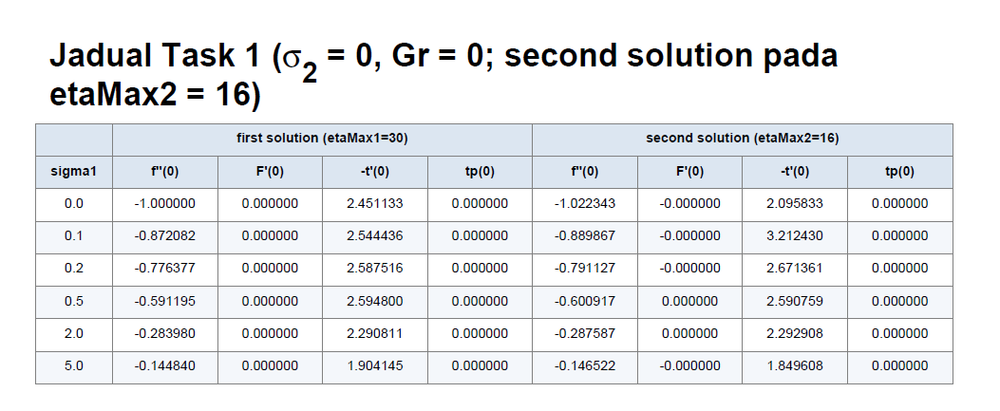 Jadual Task 1 (σ2 = 0, Gr = 0; second solution pada
etaMax2 = 16)
first solution (etaMax1=30) second solution (etaMax2=16)
sigma1 f''(0) F'(0) -t'(0) tp(0) f''(0) F'(0) -t'(0) tp(0)
0.0 -1.000000 0.000000 2.451133 0.000000 -1.022343 -0.000000 2.095833 0.000000
0.1 -0.872082 0.000000 2.544436 0.000000 -0.889867 -0.000000 3.212430 0.000000
0.2 -0.776377 0.000000 2.587516 0.000000 -0.791127 -0.000000 2.671361 0.000000
0.5 -0.591195 0.000000 2.594800 0.000000 -0.600917 0.000000 2.590759 0.000000
2.0 -0.283980 0.000000 2.290811 0.000000 -0.287587 0.000000 2.292908 0.000000
5.0 -0.144840 0.000000 1.904145 0.000000 -0.146522 -0.000000 1.849608 0.000000